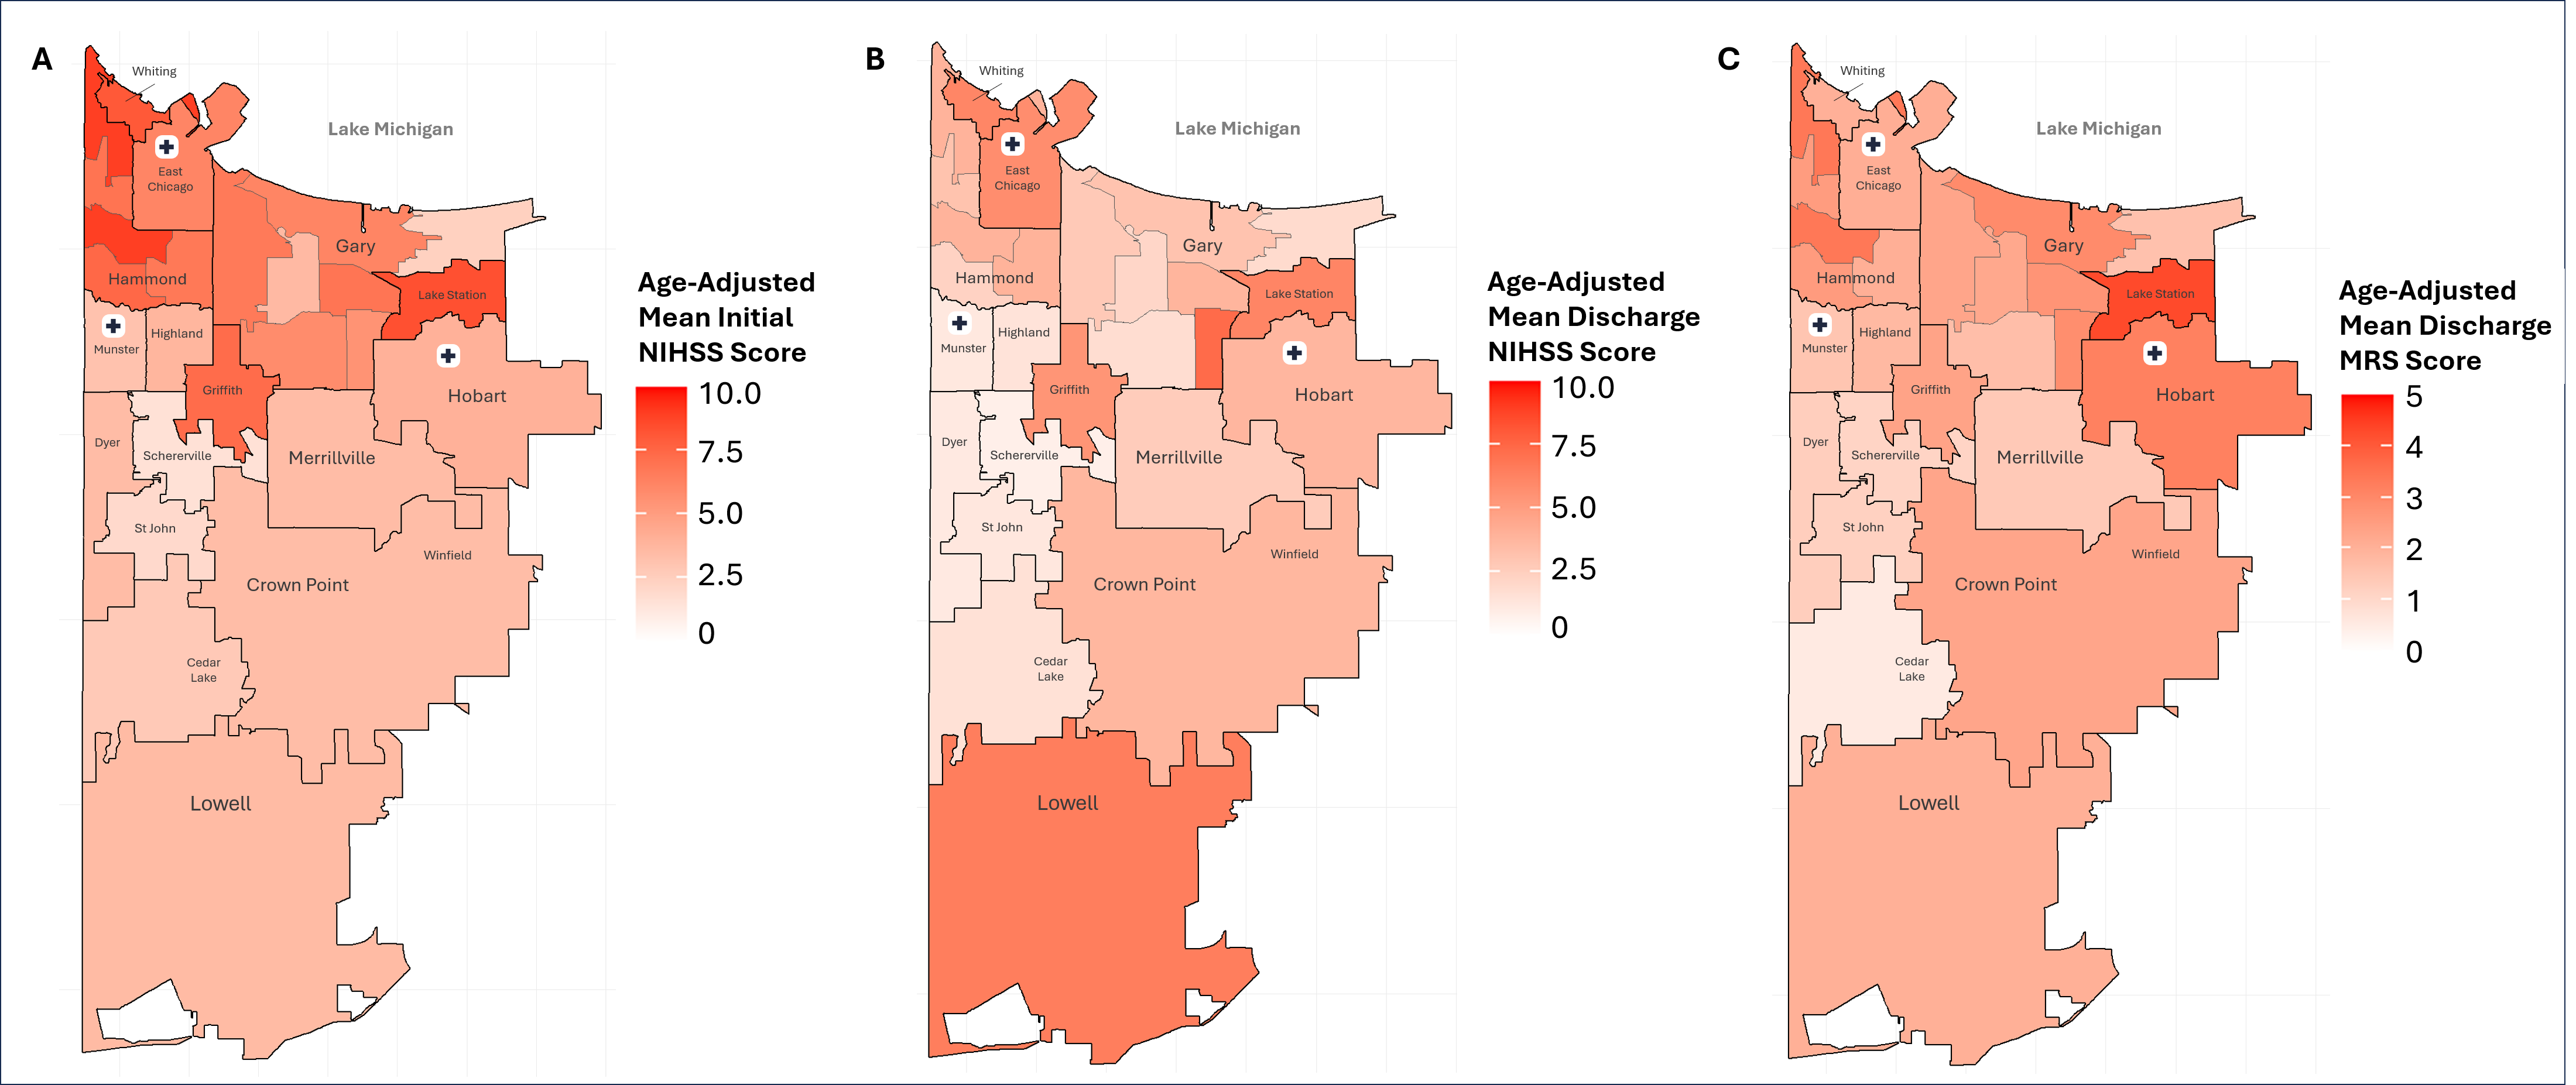 A
Whiting
Lake Michigan
East
Chicago
Gary
Hammond
Lake Station
Munster
Highland
Griffith
Hobart
Dyer
Schererville
Merrillville
St John
Winfield
Crown Point
Cedar
Lake
Lowell
Age-Adjusted
Mean Initial
NIHSS Score
10.0
7.5
5.0
2.5
0
B
Whiting
Lake Michigan
East
Chicago
Gary
Hammond
Lake Station
Munster
Highland
Griffith
Hobart
Dyer
Schererville
Merrillville
St John
Winfield
Crown Point
Cedar
Lake
Lowell
Age-Adjusted
Mean Discharge
NIHSS Score
10.0
7.5
5.0
2.5
0
C
Whiting
Lake Michigan
East
Chicago
Gary
Hammond
Lake Station
Munster
Highland
Griffith
Hobart
Dyer
Schererville
Merrillville
St John
Winfield
Crown Point
Cedar
Lake
Lowell
Age-Adjusted
Mean Discharge
MRS Score
5
4
3
2
1
0